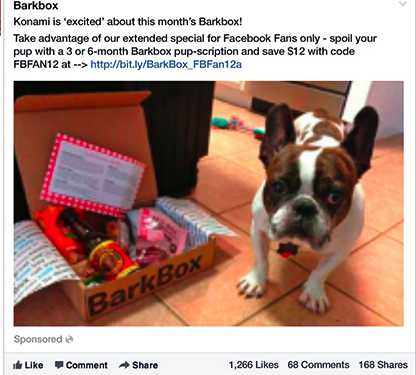 Barkbox
Konami is ‘excited’ about this month’s Barkbox!
Take advantage of our extended special for Facebook Fans only - spoil your
pup with a 3 or 6-month Barkbox pup-scription and save $12 with code
FBFAN12 at --> http://bit.ly/BarkBox_FBFan12a
BarkBox
Sponsored
Like Comment Share 1,266 Likes 68 Comments 168 Shares